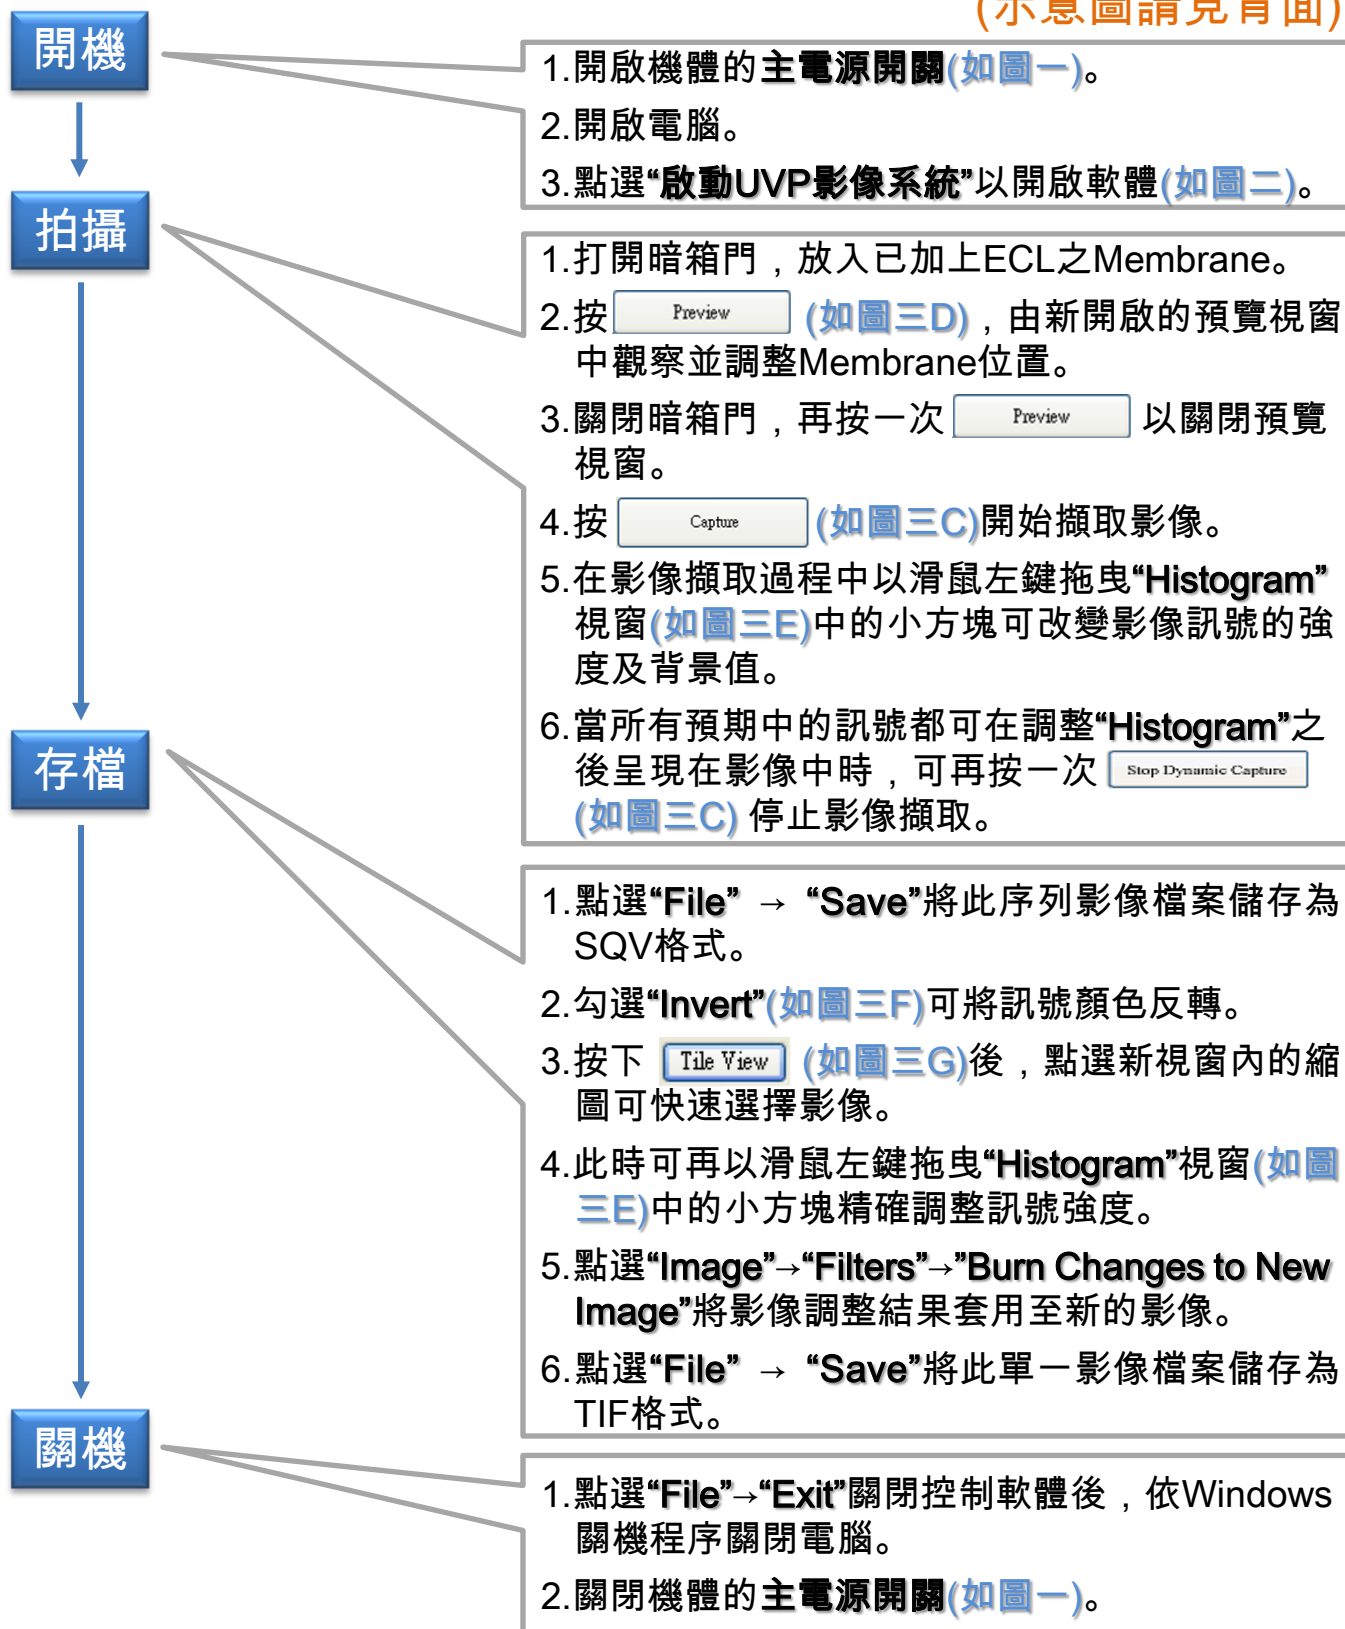 (示意圖請見背面)
開機
1.開啟機體的主電源開關(如圖一)。
2.開啟電腦。
3.點選“啟動UVP影像系統”以開啟軟體(如圖二)。
拍攝
1.打開暗箱門，放入已加上ECL之Membrane。
2.按 Preview (如圖三D)，由新開啟的預覽視窗
中觀察並調整Membrane位置。
3.關閉暗箱門，再按一次 Preview 以關閉預覽
視窗。
4.按 Capture (如圖三C)開始擷取影像。
5.在影像擷取過程中以滑鼠左鍵拖曳“Histogram”
視窗(如圖三E)中的小方塊可改變影像訊號的強
度及背景值。
6.當所有預期中的訊號都可在調整“Histogram”之
後呈現在影像中時，可再按一次 Stop Dynamic Capture
(如圖三C) 停止影像擷取。
存檔
1.點選“File” → “Save”將此序列影像檔案儲存為
SQV格式。
2.勾選“Invert”(如圖三F)可將訊號顏色反轉。
3.按下 Tile View (如圖三G)後，點選新視窗內的縮
圖可快速選擇影像。
4.此時可再以滑鼠左鍵拖曳“Histogram”視窗(如圖
三E)中的小方塊精確調整訊號強度。
5.點選“Image”→“Filters”→”Burn Changes to New
Image”將影像調整結果套用至新的影像。
6.點選“File” → “Save”將此單一影像檔案儲存為
TIF格式。
關機
1.點選“File”→“Exit”關閉控制軟體後，依Windows
關機程序關閉電腦。
2.關閉機體的主電源開關(如圖一)。